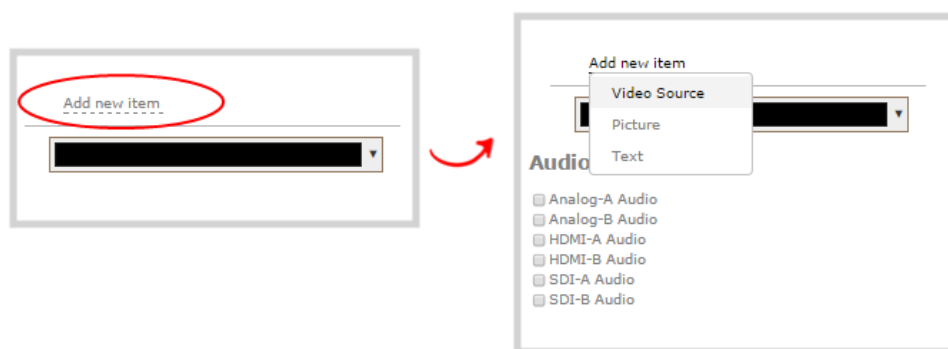 Add new item
Add new item
Video Source
Picture
Text
Audio
Analog-A Audio
Analog-B Audio
HDMI-A Audio
HDMI-B Audio
SDI-A Audio
SDI-B Audio